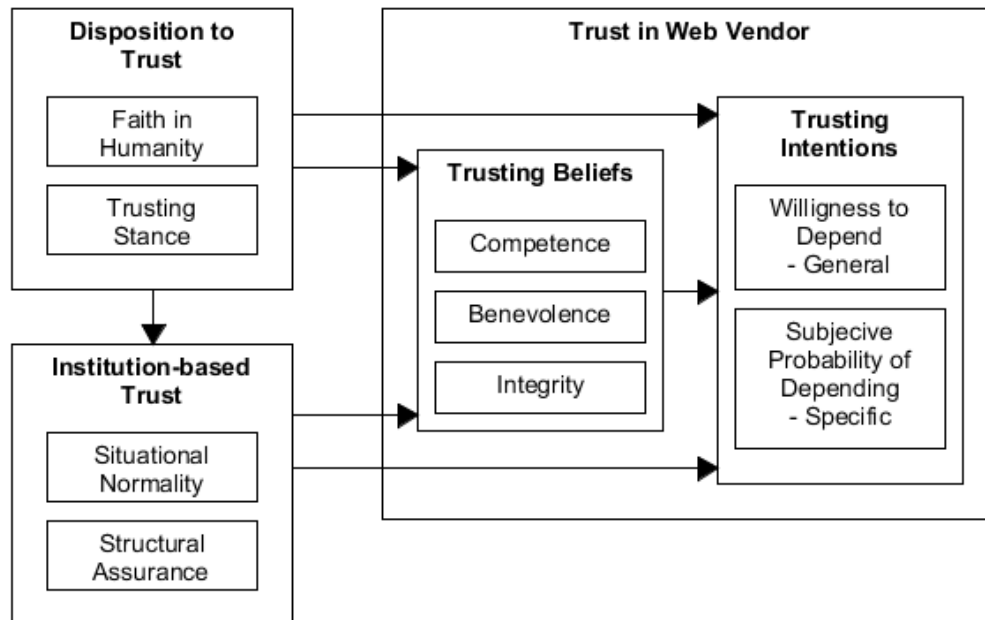 Disposition to
Trust
Faith in
Humanity
Trusting
Stance
Institution-based
Trust
Situational
Normality
Structural
Assurance
Trust in Web Vendor
Trusting Beliefs
Competence
Benevolence
Integrity
Trusting
Intentions
Willigness to
Depend
- General
Subjecive
Probability of
Depending
- Specific